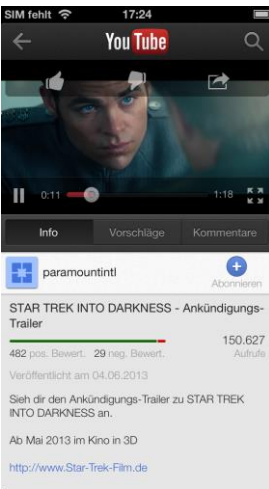 SIM fehlt 17:24
YouTube
0:11 1:18
Info Vorschläge Kommentare
paramountintl
Abonnieren
STAR TREK INTO DARKNESS - Ankündigungs-
Trailer
150.627
482 pos. Bewert. 29 neg. Bewert. Aufrufe
Veröffentlicht am 04.06.2013
Sieh dir den Ankündigungs-Trailer zu STAR TREK
INTO DARKNESS an.
Ab Mai 2013 im Kino in 3D
http://www.Star-Trek-Film.de